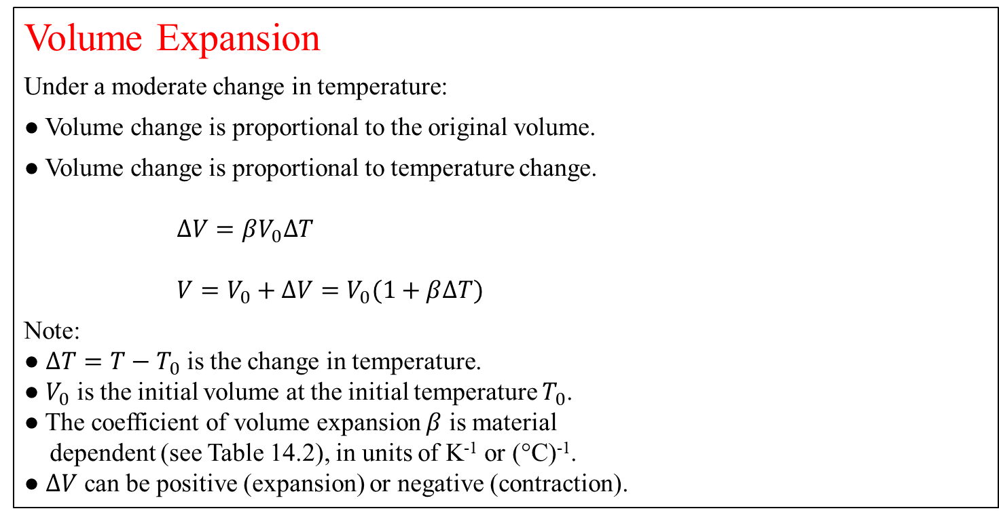 Volume Expansion
Under a moderate change in temperature:
● Volume change is proportional to the original volume.
● Volume change is proportional to temperature change.
Δ𝑉 = 𝛽𝑉₀Δ𝑇
𝑉 = 𝑉₀ + Δ𝑉 = 𝑉₀(1 + 𝛽Δ𝑇)
Note:
● Δ𝑇 = 𝑇 − 𝑇₀ is the change in temperature.
● 𝑉₀ is the initial volume at the initial temperature 𝑇₀.
● The coefficient of volume expansion 𝛽 is material
dependent (see Table 14.2), in units of K⁻¹ or (°C)⁻¹.
● Δ𝑉 can be positive (expansion) or negative (contraction).